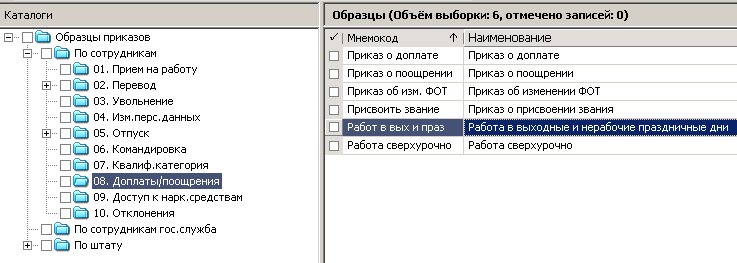 Каталоги
Образцы приказов
По сотрудникам
01. Прием на работу
02. Перевод
03. Увольнение
04. Изм.перс.данных
05. Отпуск
06. Командировка
07. Квалиф.категория
08. Доплаты/поощрения
09. Доступ к нарк.средствам
10. Отклонения
По сотрудникам гос.служба
По штату
Образцы (Объём выборки: 6, отмечено записей: 0)
Мнемокод Наименование
Приказ о доплате Приказ о доплате
Приказ о поощрении Приказ о поощрении
Приказ об изм. ФОТ Приказ об изменении ФОТ
Присвоить звание Приказ о присвоении звания
Работ в вых и праз Работа в выходные и нерабочие праздничные дни
Работа сверхурочно Работа сверхурочно